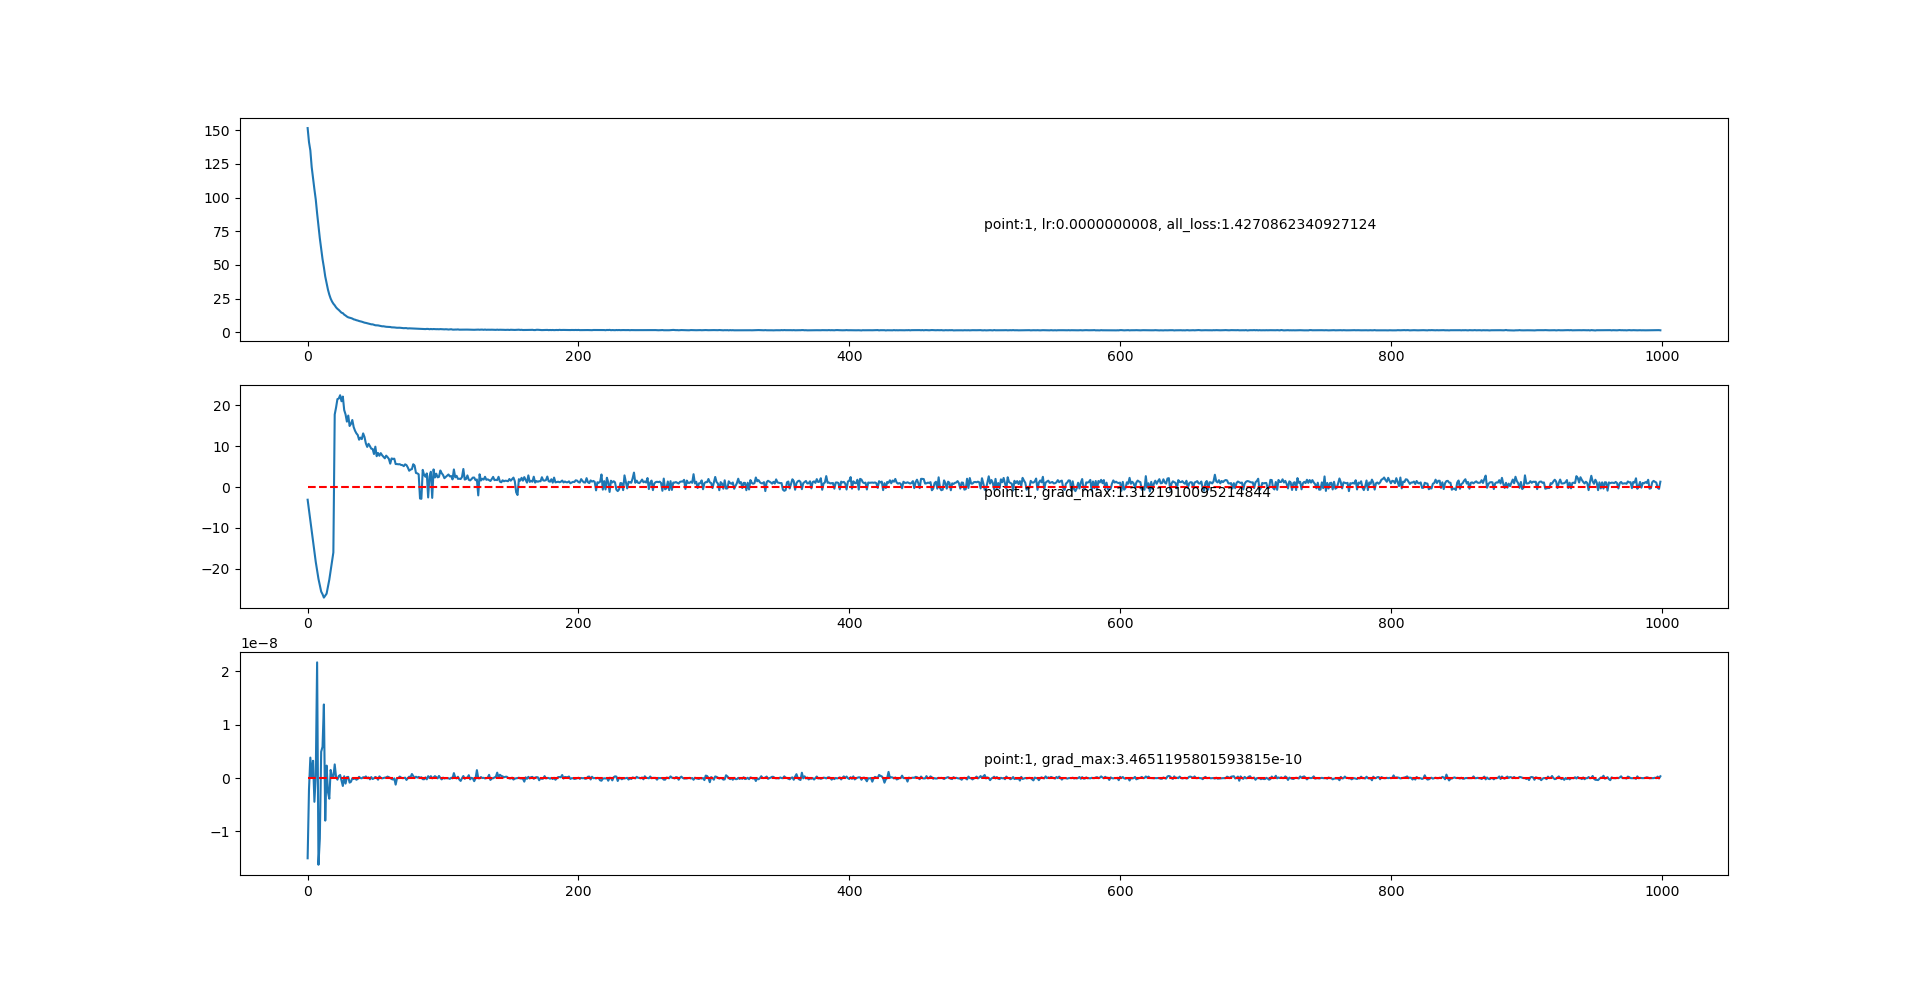 150
125
100
75
50
25
0
point:1, lr:0.0000000008, all_loss:1.4270862340927124
0 200 400 600 800 1000
20
10
0
−10
−20
point:1, grad_max:1.3121910095214844
0 200 400 600 800 1000
1e−8
2
1
0
−1
point:1, grad_max:3.4651195801593815e-10
0 200 400 600 800 1000